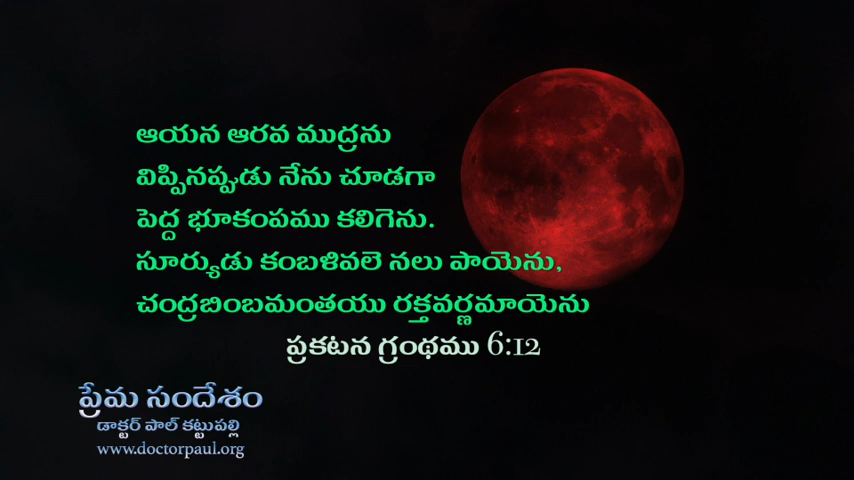 ఆయన ఆరవ ముద్రను
విప్పినప్పుడు నేను చూడగా
పెద్ద భూకంపము కలిగెను.
సూర్యుడు కంబళివలె నలు పాయెను,
చంద్రబింబమంతయు రక్తవర్ణమాయెను
ప్రకటన గ్రంథము 6:12
ప్రేమ సందేశం
డాక్టర్ పాల్ కట్టుపల్లి
www.doctorpaul.org